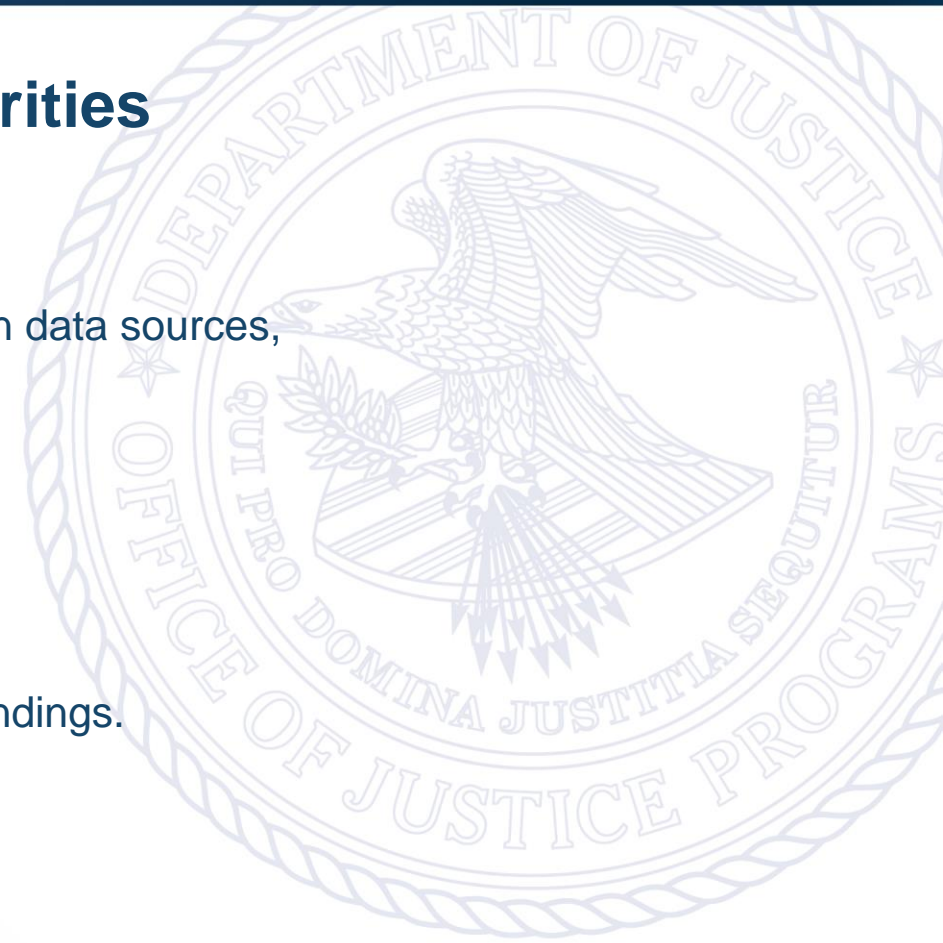 rities
n data sources,
ndings.
DEPARTMENT OF JUSTICE
OFFICE OF JUSTICE PROGRAMS
QUI PRO DOMINA JUSTITIA SEQUITUR